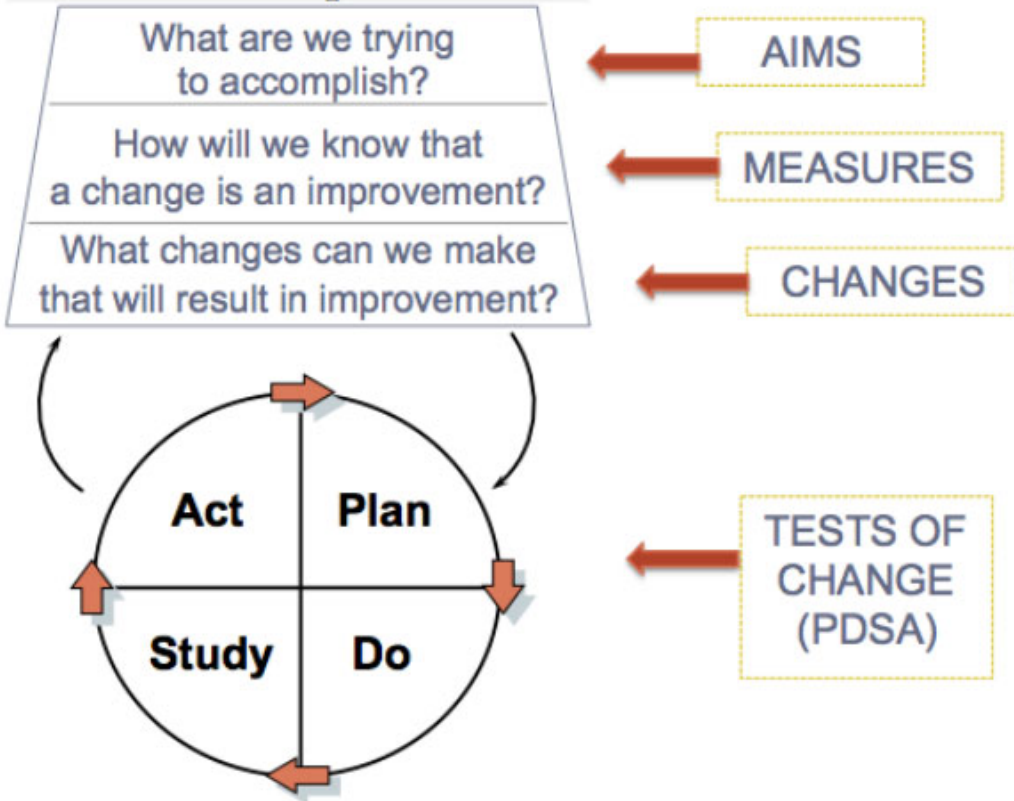 What are we trying
to accomplish?
AIMS
How will we know that
a change is an improvement?
MEASURES
What changes can we make
that will result in improvement?
CHANGES
Act
Plan
Study
Do
TESTS OF
CHANGE
(PDSA)